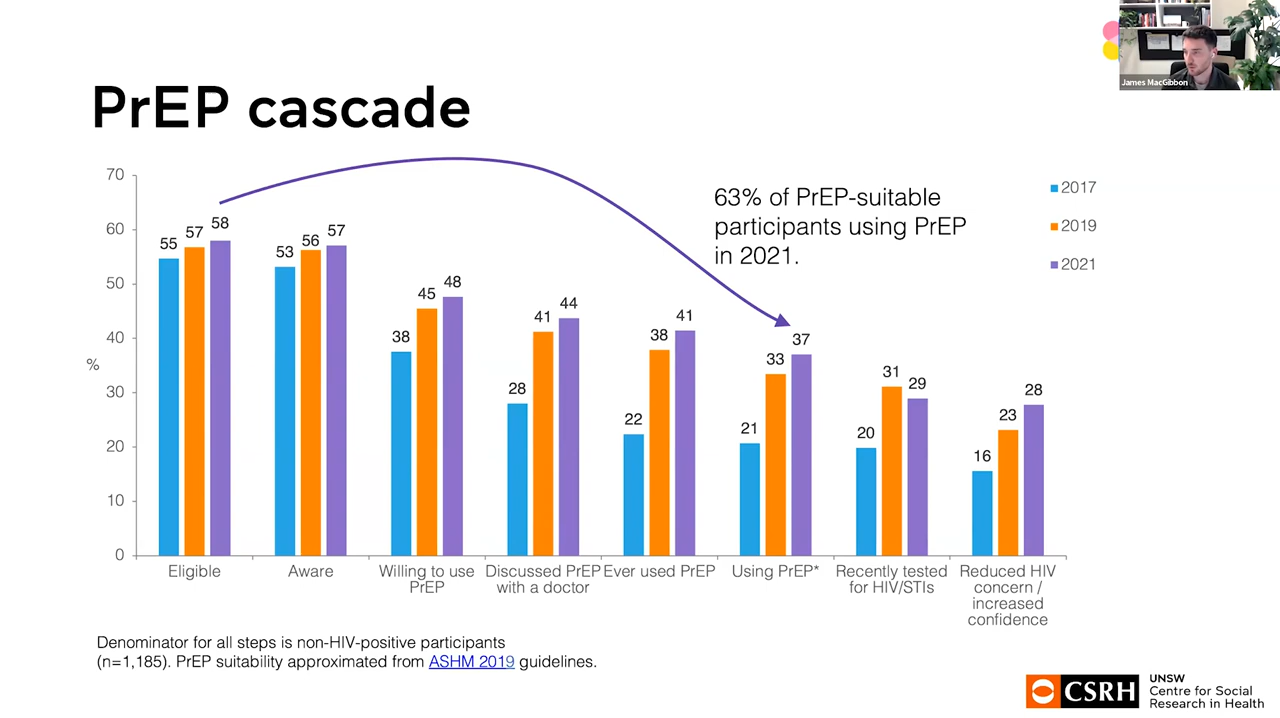 James MacGibbon
PrEP cascade
63% of PrEP-suitable
participants using PrEP
in 2021.
2017
2019
2021
70
60
50
40
30
20
10
0
%
55 57 58
53 56 57
38 45 48
28 41 44
22 38 41
21 33 37
20 31 29
16 23 28
Eligible
Aware
Willing to use
PrEP
Discussed PrEP
with a doctor
Ever used PrEP
Using PrEP*
Recently tested
for HIV/STIs
Reduced HIV
concern /
increased
confidence
Denominator for all steps is non-HIV-positive participants
(n=1,185). PrEP suitability approximated from ASHM 2019 guidelines.
CSRH
UNSW
Centre for Social
Research in Health